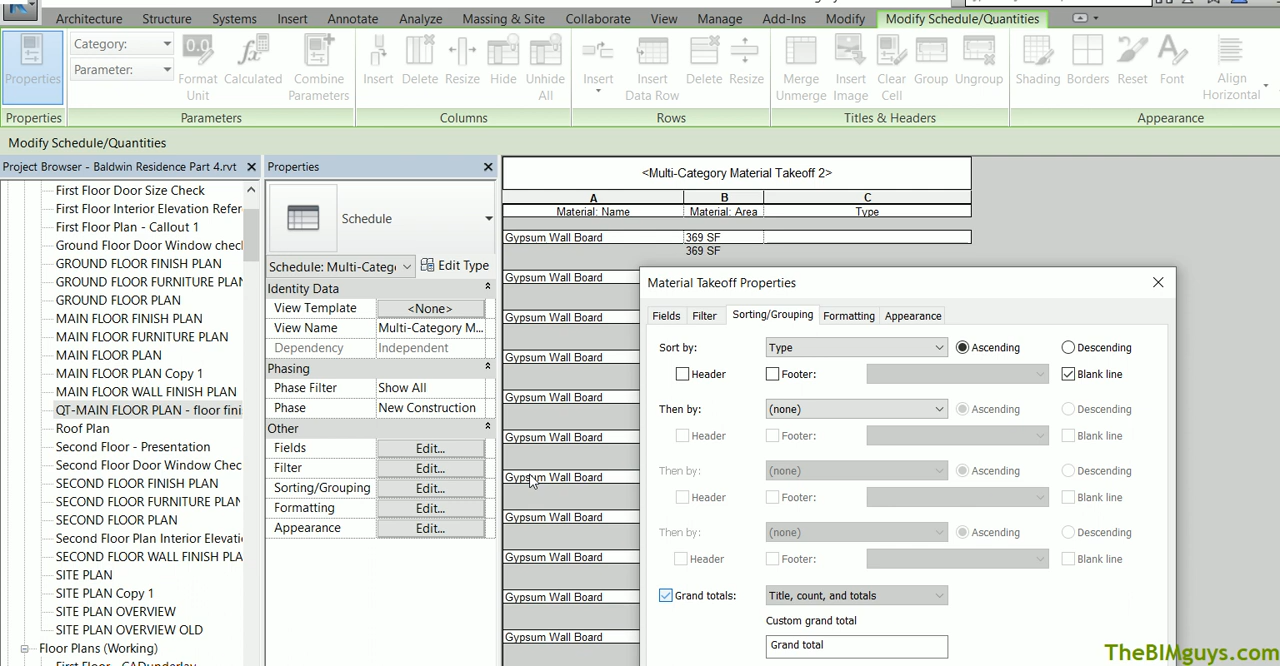 Architecture Structure Systems Insert Annotate Analyze Massing & Site Collaborate View Manage Add-Ins Modify Modify Schedule/Quantities
Properties
Category:
Parameter:
Format
Unit
Calculated
Combine
Parameters
Insert
Delete
Resize
Hide
Unhide
All
Insert
Insert
Data Row
Delete
Resize
Merge
Unmerge
Insert
Image
Clear
Cell
Group
Ungroup
Shading
Borders
Reset
Font
Align
Horizontal
Properties Parameters Columns Rows Titles & Headers Appearance
Modify Schedule/Quantities
Project Browser - Baldwin Residence Part 4.rvt
First Floor Door Size Check
First Floor Interior Elevation Refer
First Floor Plan - Callout 1
Ground Floor Door Window chec
GROUND FLOOR FINISH PLAN
GROUND FLOOR FURNITURE PLAN
GROUND FLOOR PLAN
MAIN FLOOR FINISH PLAN
MAIN FLOOR FURNITURE PLAN
MAIN FLOOR PLAN
MAIN FLOOR PLAN Copy 1
MAIN FLOOR WALL FINISH PLAN
QT-MAIN FLOOR PLAN - floor fini
Roof Plan
Second Floor - Presentation
Second Floor Door Window Chec
SECOND FLOOR FINISH PLAN
SECOND FLOOR FURNITURE PLAN
SECOND FLOOR PLAN
Second Floor Plan Interior Elevati
SECOND FLOOR WALL FINISH PLA
SITE PLAN
SITE PLAN Copy 1
SITE PLAN OVERVIEW
SITE PLAN OVERVIEW OLD
Floor Plans (Working)
First Floor - CADunderlay
Properties
Schedule
Schedule: Multi-Catego
Edit Type
Identity Data
View Template <None>
View Name Multi-Category M...
Dependency Independent
Phasing
Phase Filter Show All
Phase New Construction
Other
Fields Edit...
Filter Edit...
Sorting/Grouping Edit...
Formatting Edit...
Appearance Edit...
<Multi-Category Material Takeoff 2>
A B C
Material: Name Material: Area Type
Gypsum Wall Board 369 SF
369 SF
Gypsum Wall Board
Gypsum Wall Board
Gypsum Wall Board
Gypsum Wall Board
Gypsum Wall Board
Gypsum Wall Board
Gypsum Wall Board
Gypsum Wall Board
Gypsum Wall Board
Gypsum Wall Board
Material Takeoff Properties
Fields Filter Sorting/Grouping Formatting Appearance
Sort by: Type Ascending Descending
Header Footer: Blank line
Then by: (none) Ascending Descending
Header Footer: Blank line
Then by: (none) Ascending Descending
Header Footer: Blank line
Then by: (none) Ascending Descending
Header Footer: Blank line
Grand totals: Title, count, and totals
Custom grand total
Grand total
TheBIMguys.com